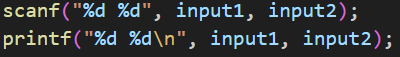 scanf("%d %d", input1, input2);
printf("%d %d\n", input1, input2);